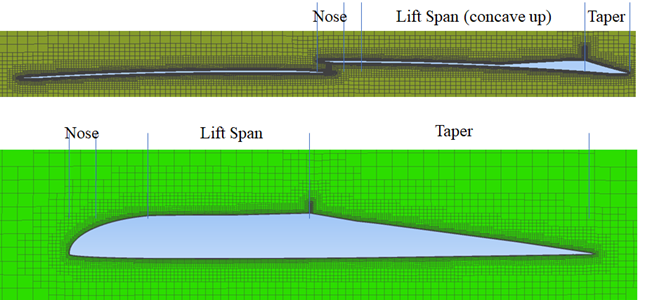 Nose Lift Span (concave up) Taper
Nose Lift Span Taper